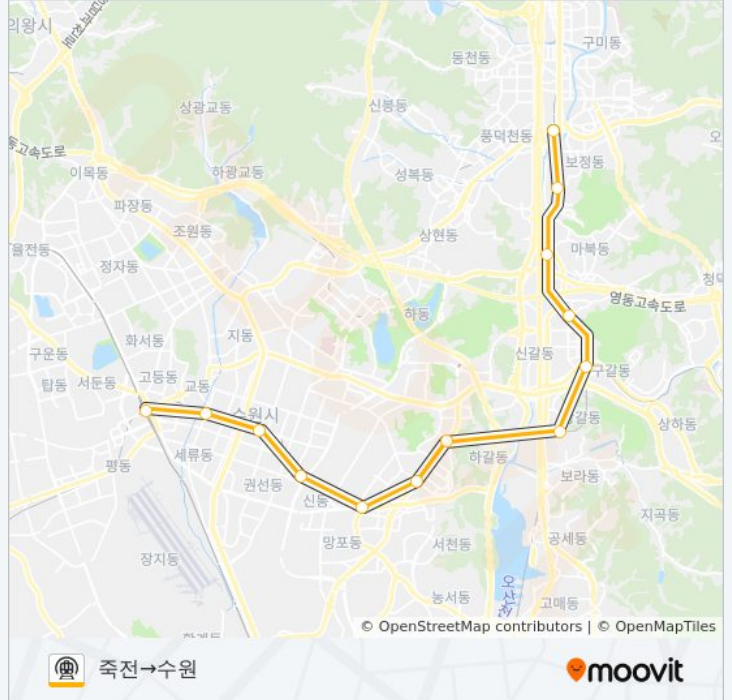 의왕시
구미동
동천동
상광교동
신봉동
풍덕천동
보정동
이목동
하광교동
성복동
파장동
조원동
상현동
율전동
마북동
정자동
영동고속도로
하동
지동
화서동
신갈동
구운동
구갈동
고등동
탑동
서둔동
교동
수원시
상하동
세류동
하갈동
평동
보라동
권선동
신동
지곡동
망포동
서천동
공세동
장지동
농서동
고매동
© OpenStreetMap contributors | © OpenMapTiles
죽전→수원
moovit